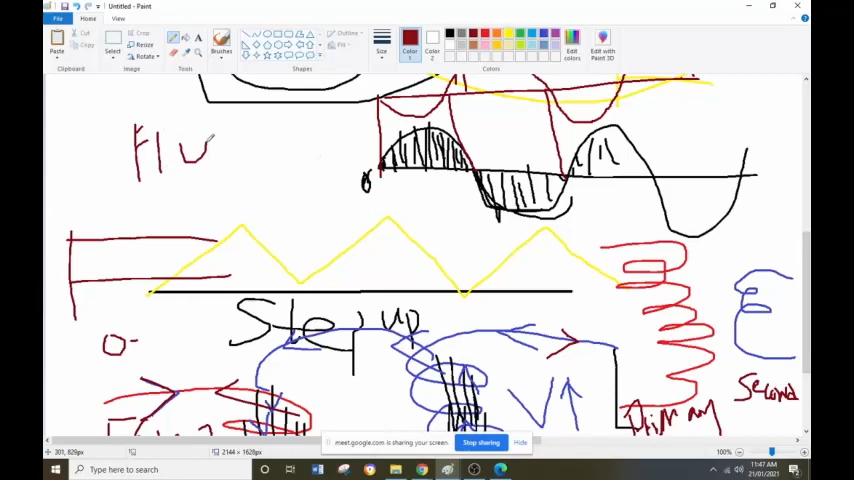 Untitled - Paint
File
Home
View
Paste
Cut
Copy
Clipboard
Select
Crop
Resize
Rotate
Image
Tools
Brushes
Shapes
Outline
Fill
Size
Color 1
Color 2
Colors
Edit colors
Edit with Paint 3D
Flu
Step up
V↑
Second
Primary
meet.google.com is sharing your screen.
Stop sharing
Hide
301, 829px
2144 × 1628px
100%
Type here to search
11:47 AM
21/01/2021